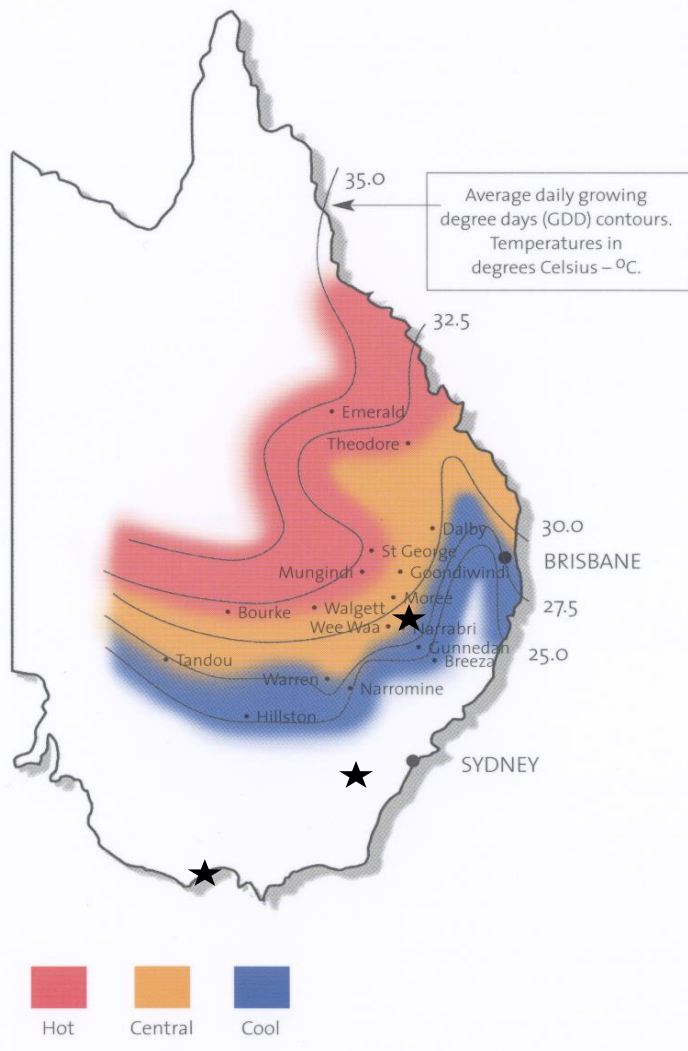 35.0
Average daily growing
degree days (GDD) contours.
Temperatures in
degrees Celsius – ºC.
32.5
Emerald
Theodore
30.0
Dalby
St George
BRISBANE
Mungindi
Goondiwindi
Moree
27.5
Bourke
Walgett
Wee Waa
Narrabri
Gunnedah
25.0
Tandou
Breeza
Warren
Narromine
Hillston
SYDNEY
Hot
Central
Cool